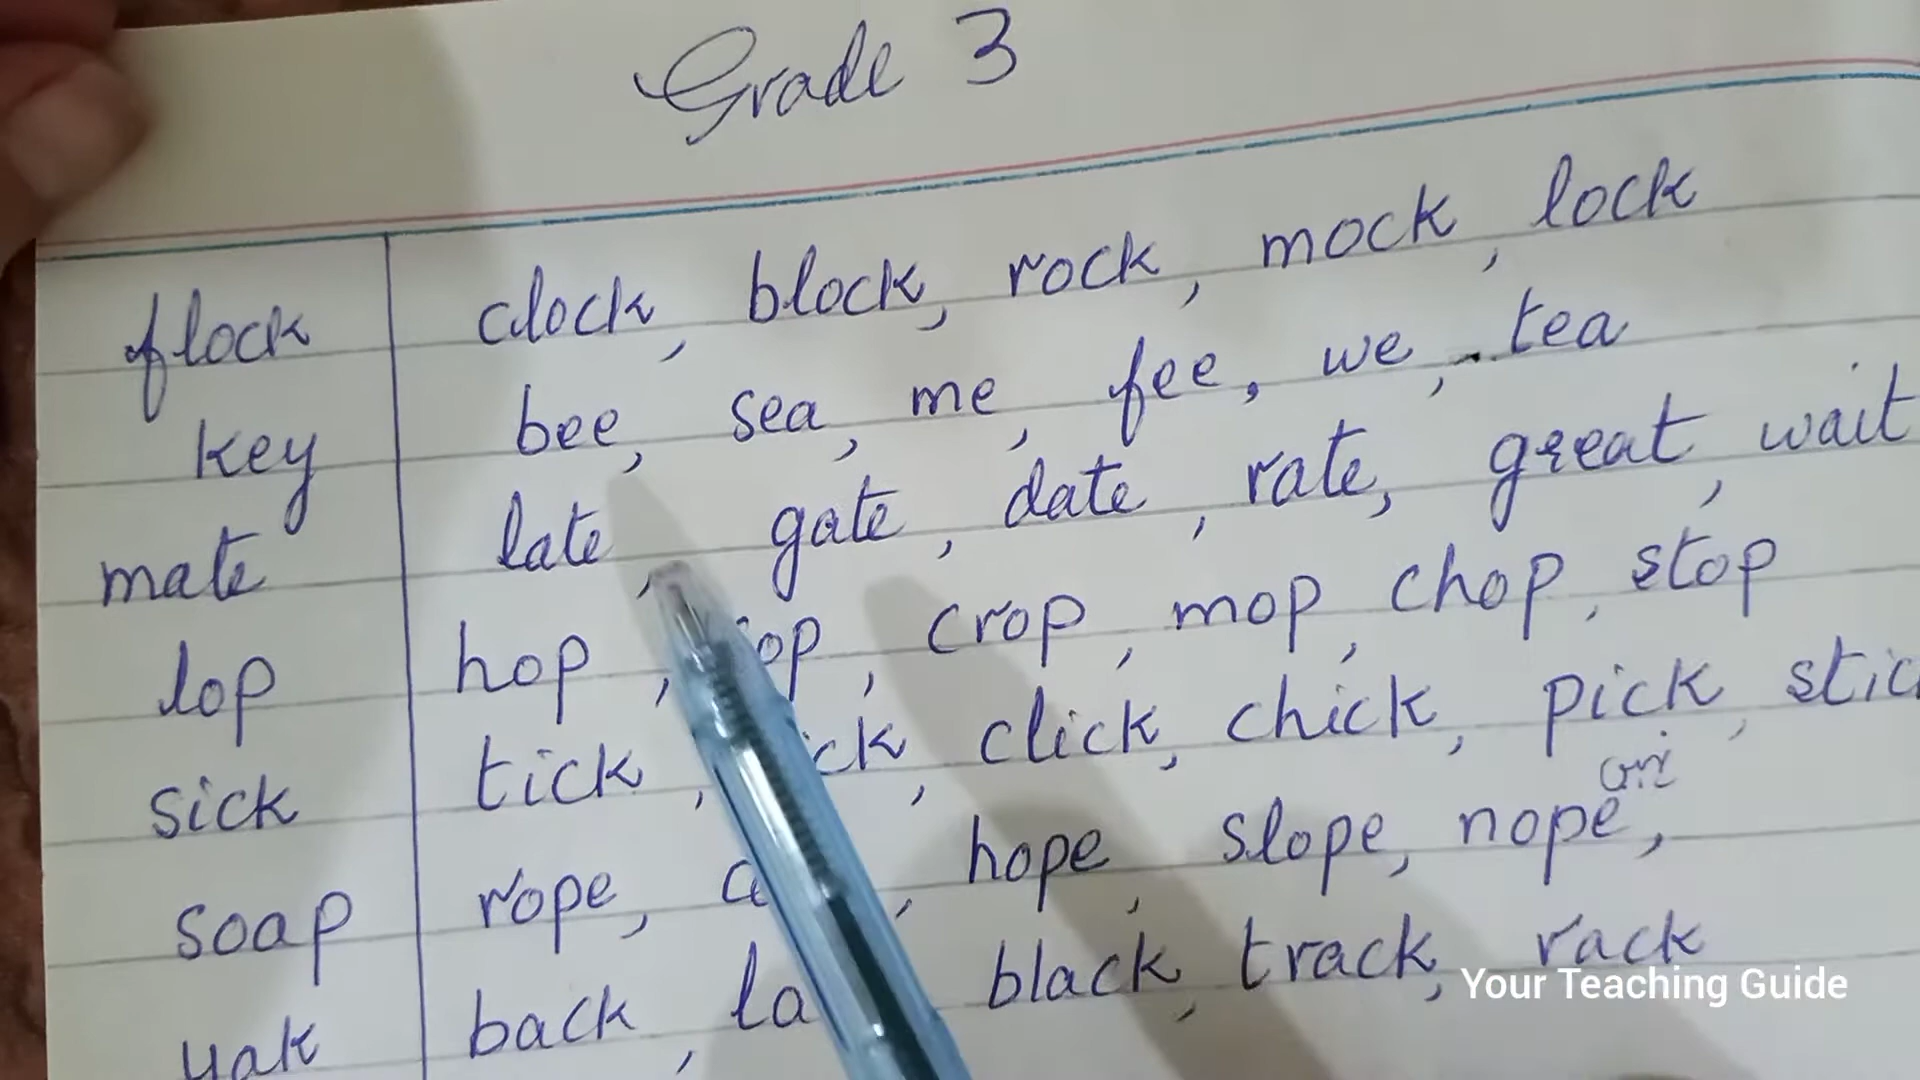 Grade 3
flock clock, block, rock, mock, lock
key bee, sea, me, fee, we, tea
mate late, gate, date, rate, great, wait
lop hop, crop, mop, chop, stop
sick tick, click, chick, pick,
soap rope, hope, slope, nope,
yak back, black, track, rack
Your Teaching Guide